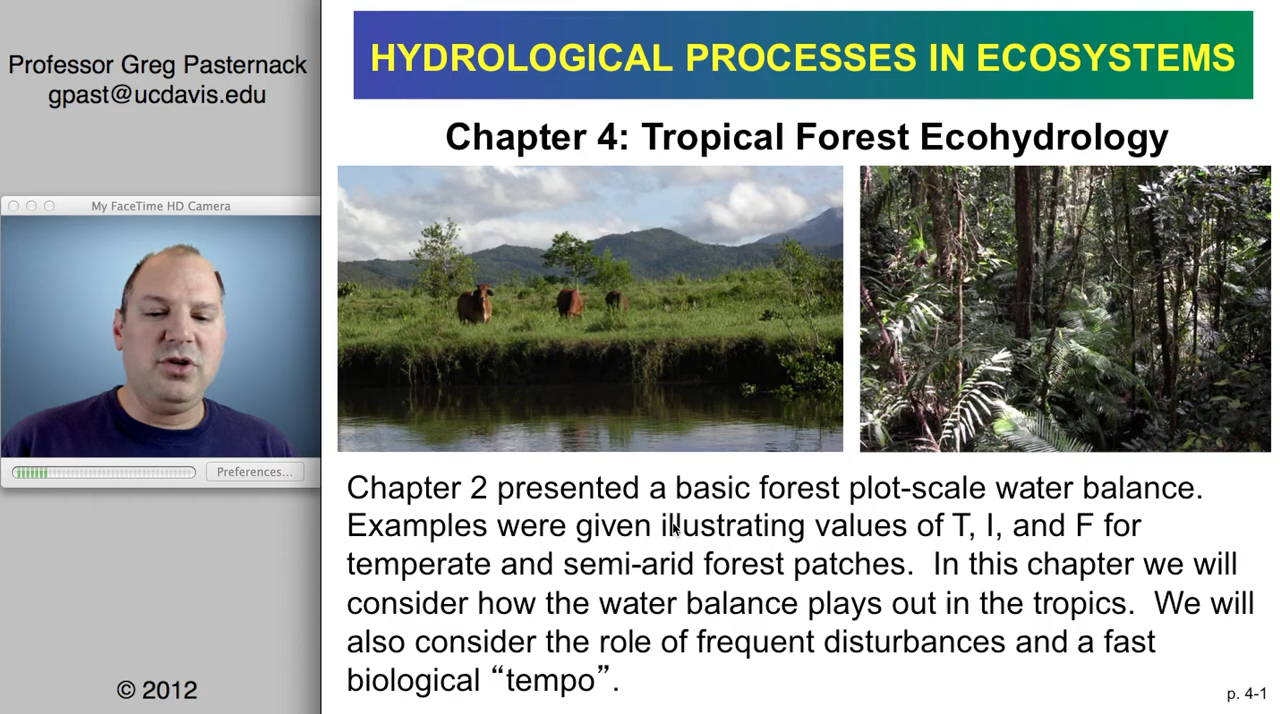 Professor Greg Pasternack
gpast@ucdavis.edu
My FaceTime HD Camera
Preferences...
© 2012
HYDROLOGICAL PROCESSES IN ECOSYSTEMS
Chapter 4: Tropical Forest Ecohydrology
Chapter 2 presented a basic forest plot-scale water balance.
Examples were given illustrating values of T, I, and F for
temperate and semi-arid forest patches.  In this chapter we will
consider how the water balance plays out in the tropics.  We will
also consider the role of frequent disturbances and a fast
biological “tempo”.
p. 4-1